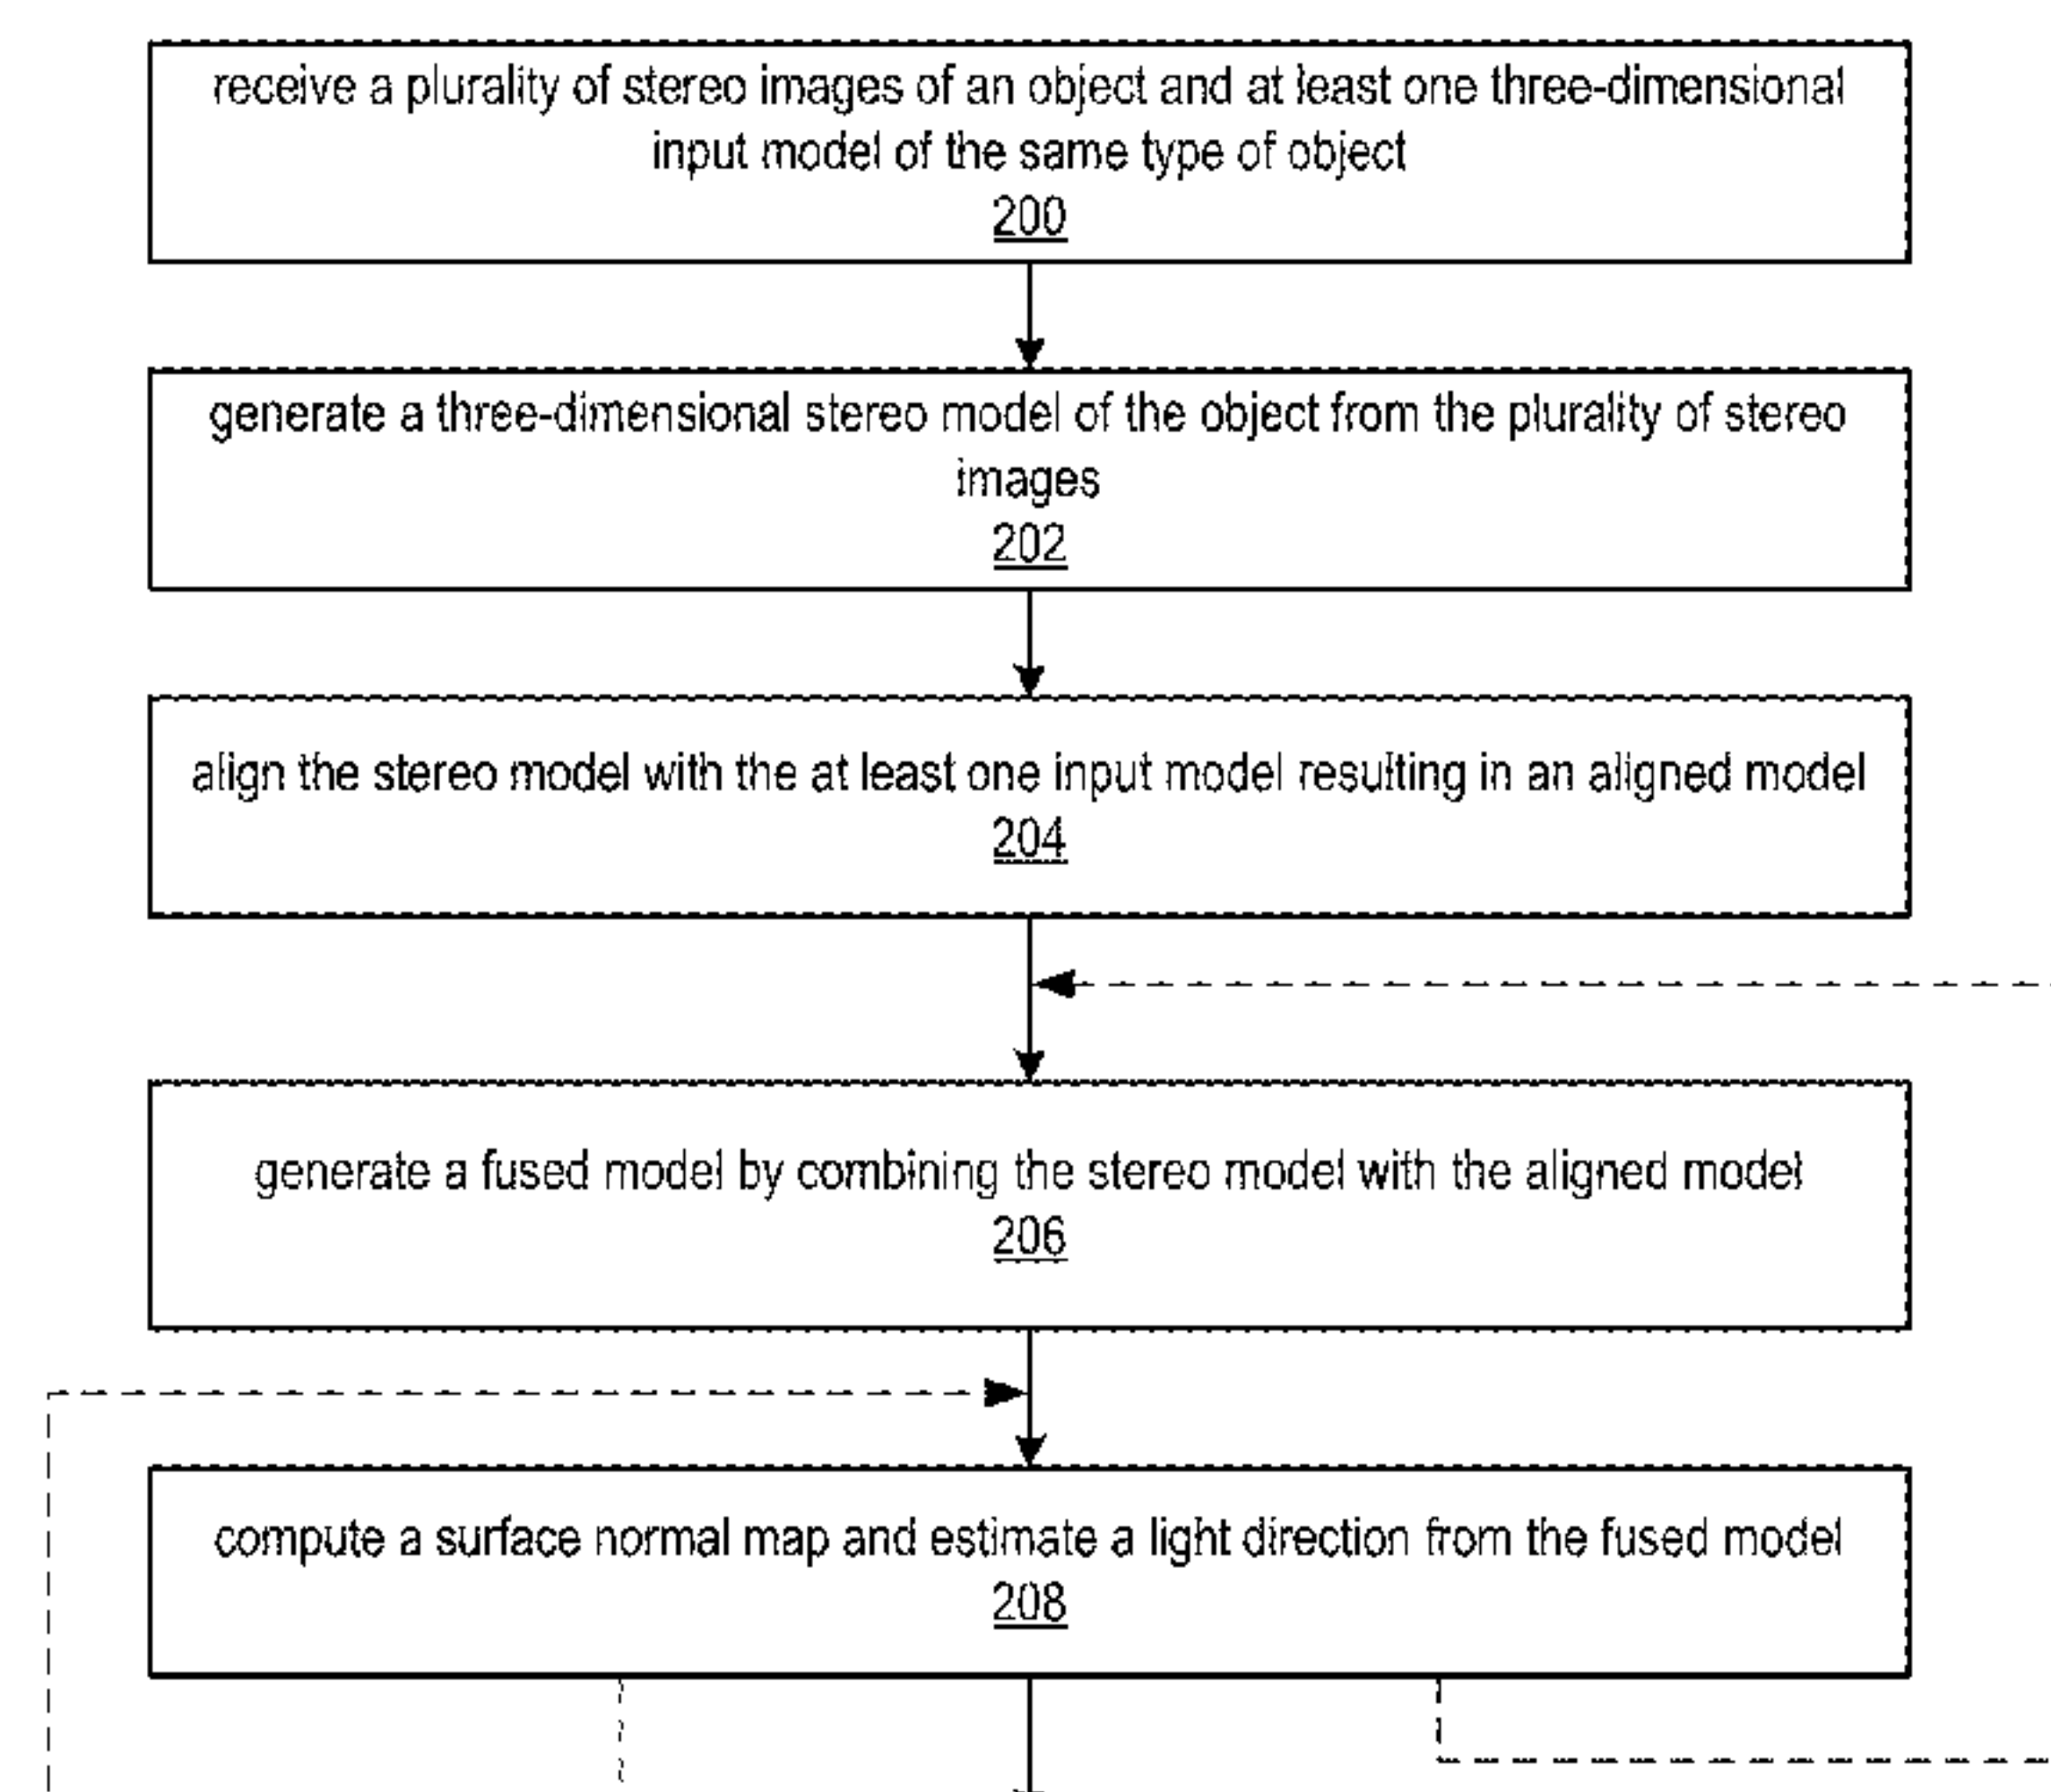 receive a plurality of stereo images of an object and at least one three-dimensional
input model of the same type of object
200
generate a three-dimensional stereo model of the object from the plurality of stereo
images
202
align the stereo model with the at least one input model resulting in an aligned model
204
generate a fused model by combining the stereo model with the aligned model
206
compute a surface normal map and estimate a light direction from the fused model
208